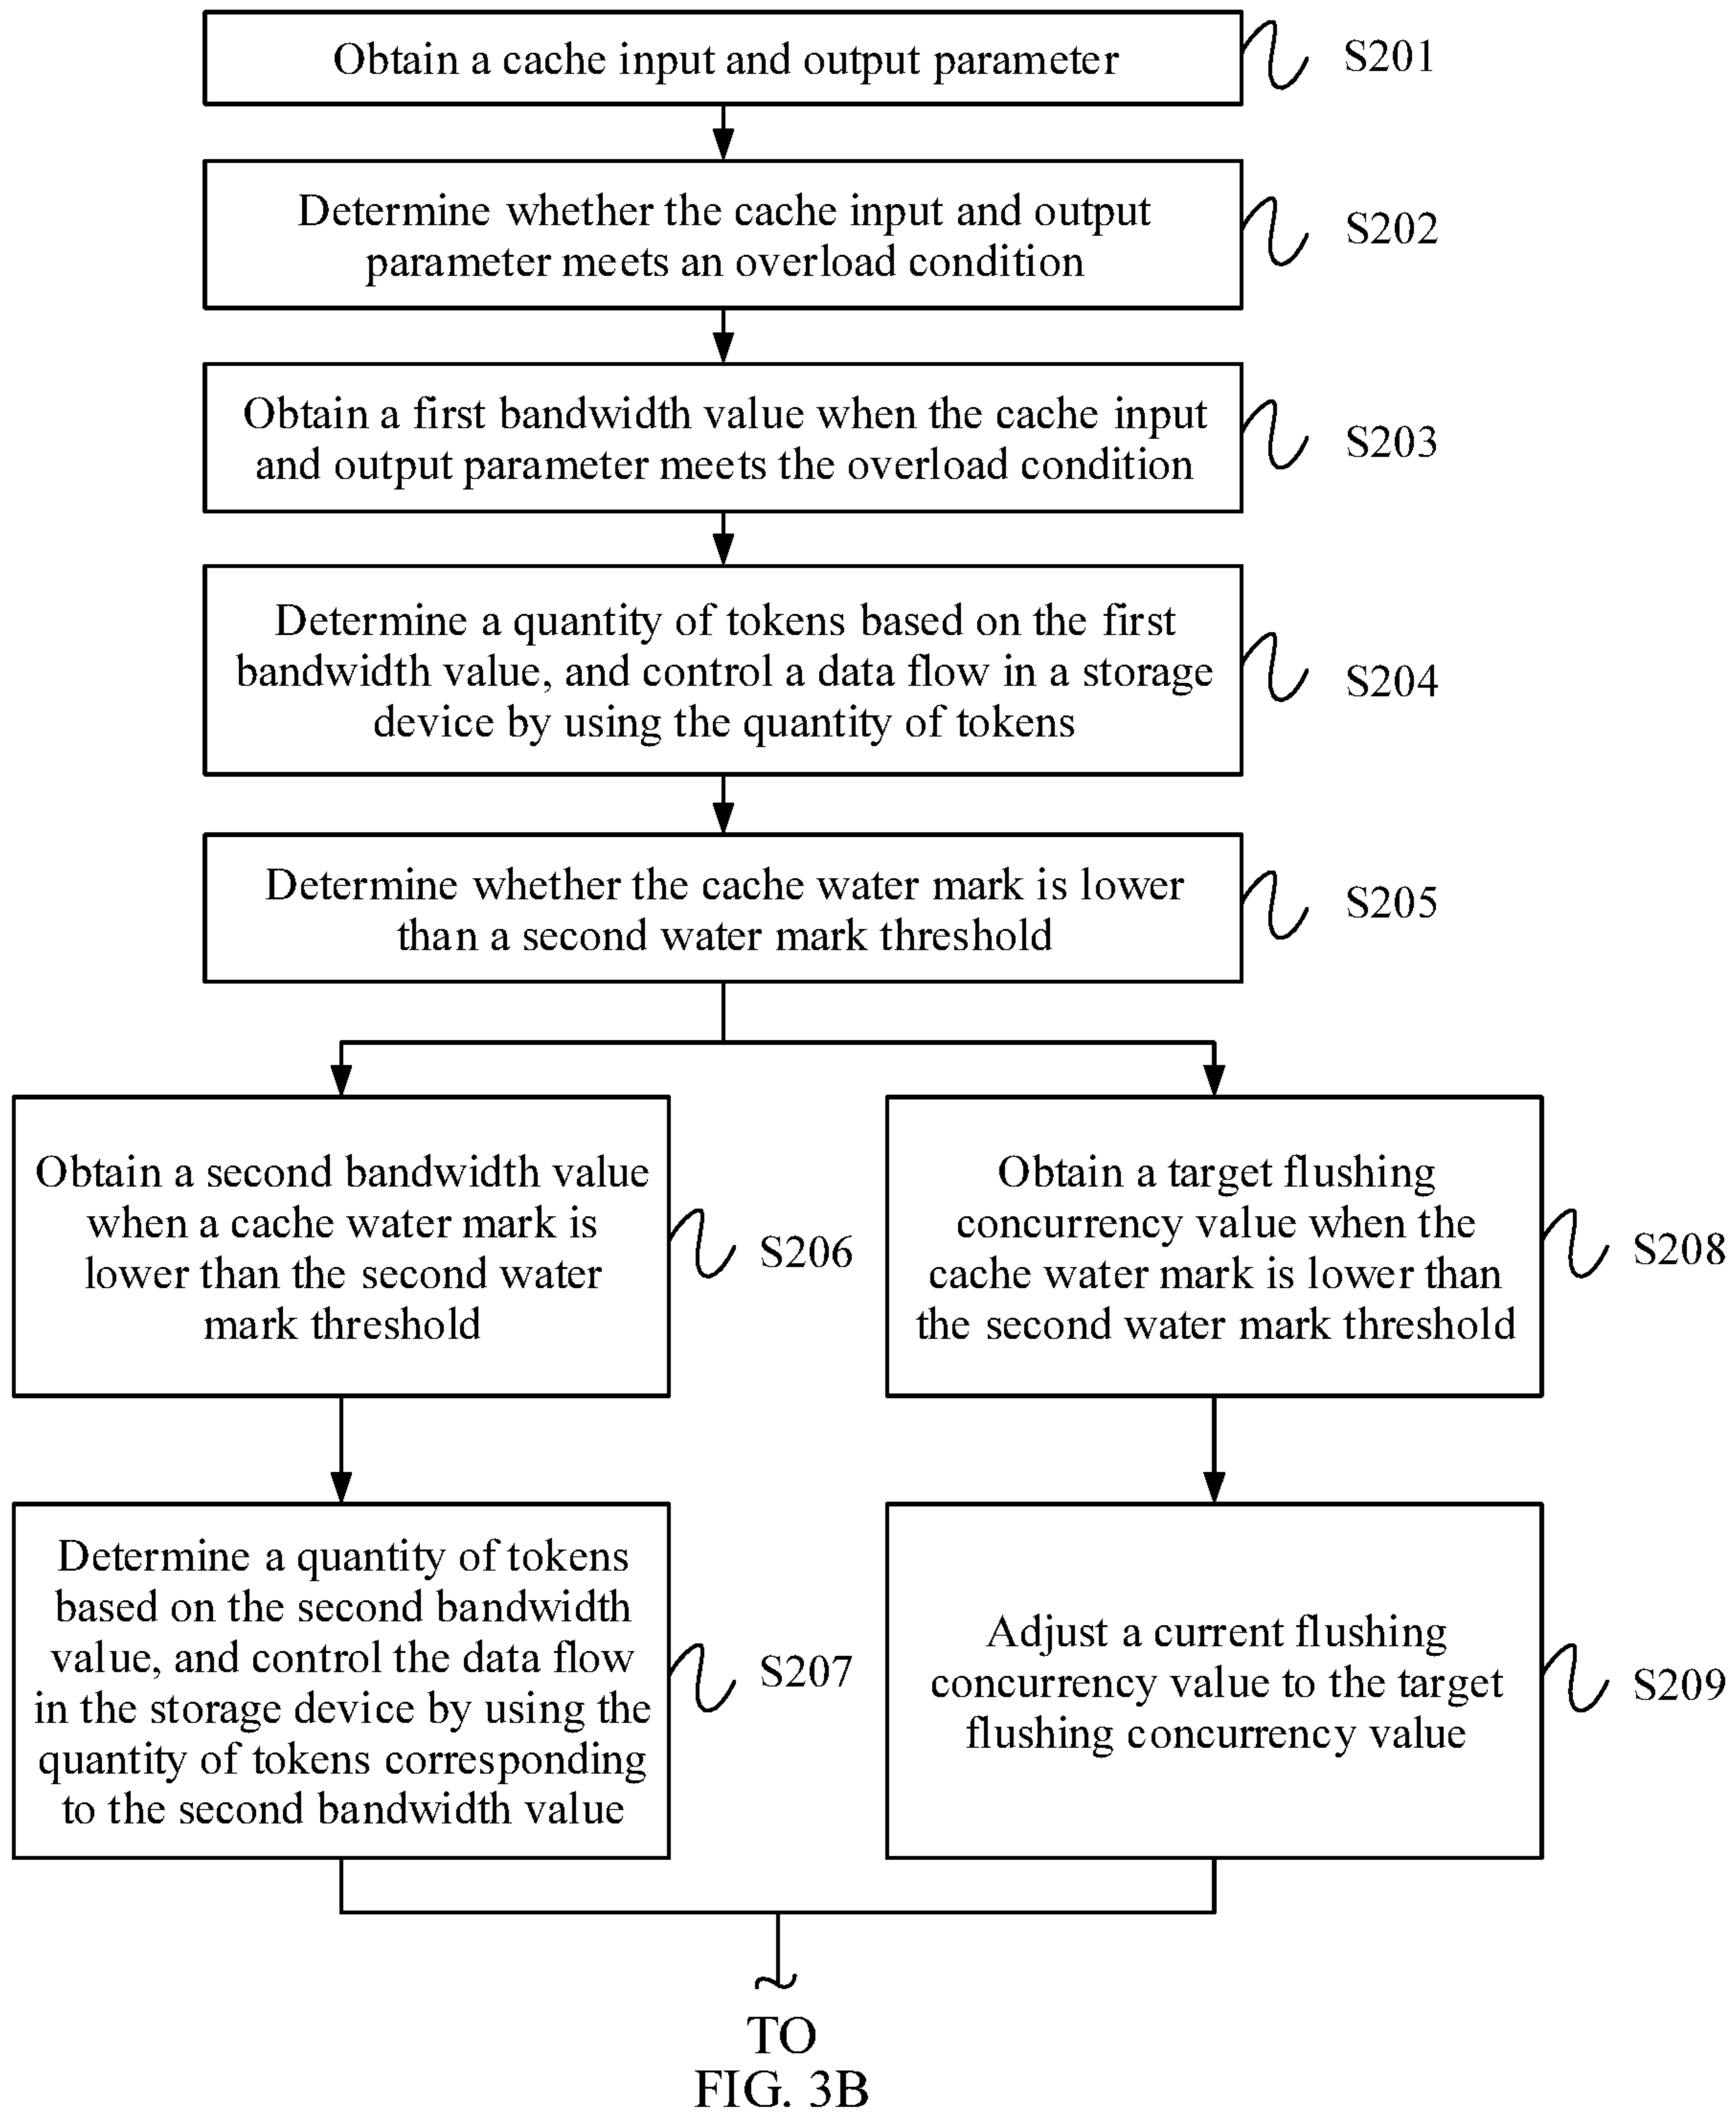 Obtain a cache input and output parameter
S201
Determine whether the cache input and output
parameter meets an overload condition
S202
Obtain a first bandwidth value when the cache input
and output parameter meets the overload condition
S203
Determine a quantity of tokens based on the first
bandwidth value, and control a data flow in a storage
device by using the quantity of tokens
S204
Determine whether the cache water mark is lower
than a second water mark threshold
S205
Obtain a second bandwidth value
when a cache water mark is
lower than the second water
mark threshold
S206
Determine a quantity of tokens
based on the second bandwidth
value, and control the data flow
in the storage device by using the
quantity of tokens corresponding
to the second bandwidth value
S207
Obtain a target flushing
concurrency value when the
cache water mark is lower than
the second water mark threshold
S208
Adjust a current flushing
concurrency value to the target
flushing concurrency value
S209
TO
FIG. 3B